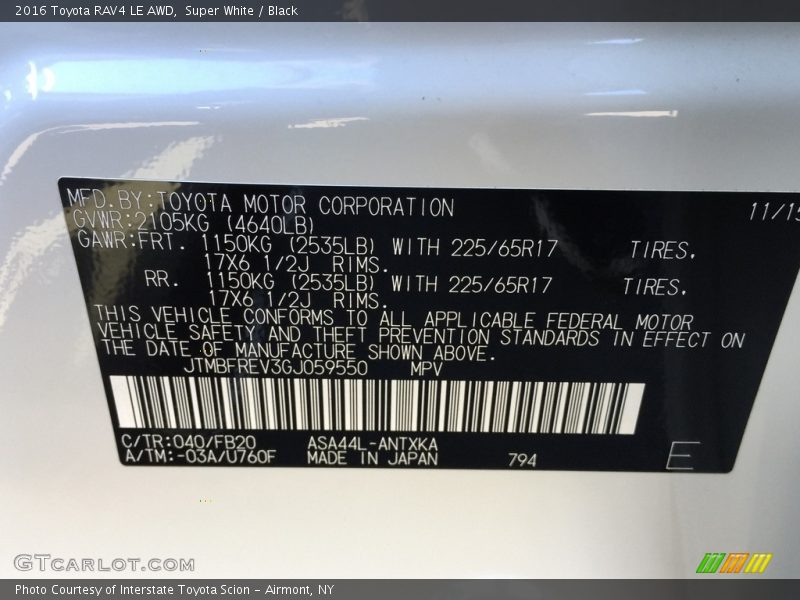 2016 Toyota RAV4 LE AWD,  Super White / Black
MFD.BY:TOYOTA MOTOR CORPORATION 11/15
GVWR:2105KG (4640LB)
GAWR:FRT. 1150KG (2535LB) WITH 225/65R17 TIRES.
17X6 1/2J RIMS.
RR. 1150KG (2535LB) WITH 225/65R17 TIRES.
17X6 1/2J RIMS.
THIS VEHICLE CONFORMS TO ALL APPLICABLE FEDERAL MOTOR
VEHICLE SAFETY AND THEFT PREVENTION STANDARDS IN EFFECT ON
THE DATE OF MANUFACTURE SHOWN ABOVE.
JTMBFREV3GJ059550 MPV
C/TR:040/FB20 ASA44L-ANTXKA
A/TM:-03A/U760F MADE IN JAPAN 794 E
GTCARLOT.COM
Photo Courtesy of Interstate Toyota Scion - Airmont, NY